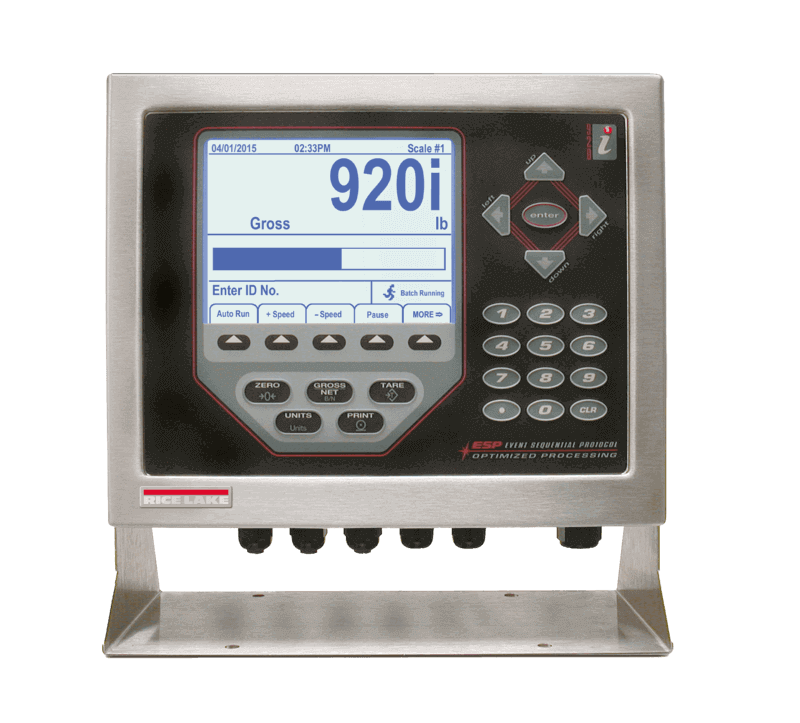 04/01/2015 02:33PM Scale #1
920i
Gross lb
Enter ID No. Batch Running
Auto Run + Speed - Speed Pause MORE ⇨
ZERO GROSS NET B/N TARE
→0← T
UNITS PRINT
Units
920i
up
left enter right
down
1 2 3
4 5 6
7 8 9
• 0 CLR
ESP EVENT SEQUENTIAL PROTOCOL
OPTIMIZED PROCESSING
RICE LAKE